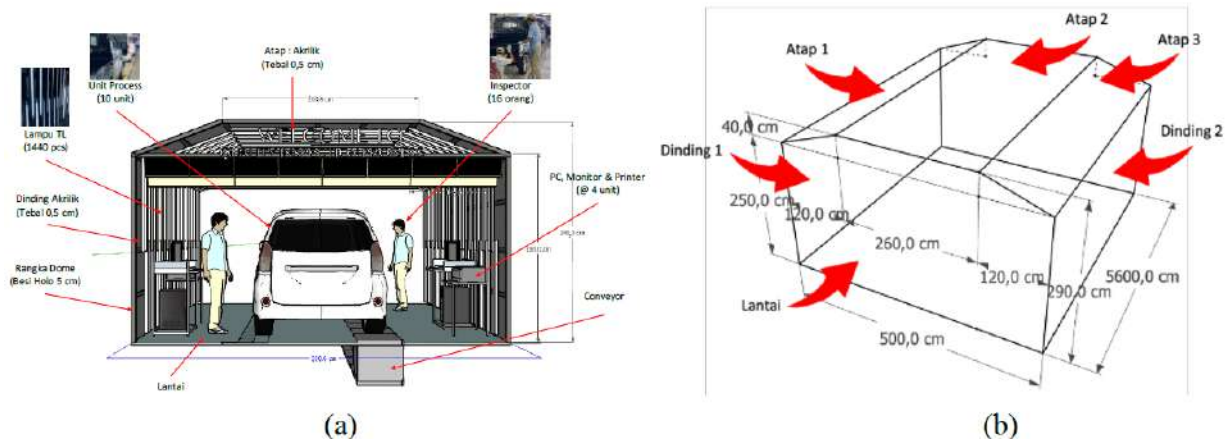 Atap : Akrilik
(Tebal 0,5 cm)
Unit Process
(10 unit)
Inspector
(16 orang)
Lampu TL
(1440 pcs)
Dinding Akrilik
(Tebal 0,5 cm)
PC, Monitor & Printer
(@ 4 unit)
Rangka Dome
(Besi Holo 5 cm)
Conveyor
Lantai
(a)
Atap 2
Atap 1
Atap 3
40,0 cm
Dinding 1
Dinding 2
250,0 cm
120,0 cm
260,0 cm
120,0 cm
290,0 cm
5600,0 cm
Lantai
500,0 cm
(b)